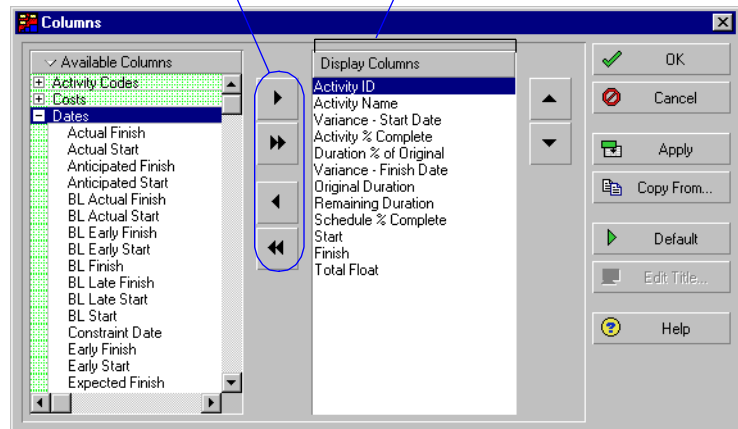 Columns
Available Columns
Activity Codes
Costs
Dates
Actual Finish
Actual Start
Anticipated Finish
Anticipated Start
BL Actual Finish
BL Actual Start
BL Early Finish
BL Early Start
BL Finish
BL Late Finish
BL Late Start
BL Start
Constraint Date
Early Finish
Early Start
Expected Finish
Display Columns
Activity ID
Activity Name
Variance - Start Date
Activity % Complete
Duration % of Original
Variance - Finish Date
Original Duration
Remaining Duration
Schedule % Complete
Start
Finish
Total Float
OK
Cancel
Apply
Copy From...
Default
Edit Title...
Help